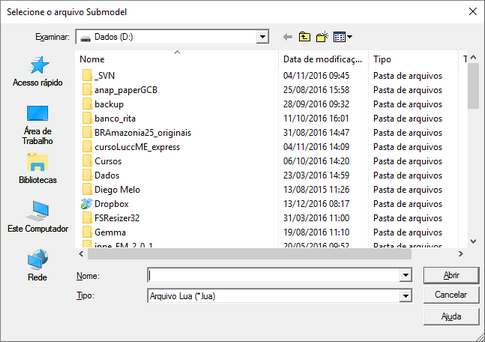 Selecione o arquivo Submodel
Examinar: Dados (D:)
Nome Data de modificaç... Tipo T
_SVN 04/11/2016 09:45 Pasta de arquivos
anap_paperGCB 25/08/2016 15:58 Pasta de arquivos
backup 28/09/2016 09:32 Pasta de arquivos
banco_rita 11/10/2016 16:01 Pasta de arquivos
BRAmazonia25_originais 31/08/2016 14:47 Pasta de arquivos
cursoLuccME_express 04/11/2016 14:09 Pasta de arquivos
Cursos 06/10/2016 14:20 Pasta de arquivos
Dados 23/03/2016 14:59 Pasta de arquivos
Diego Melo 13/08/2015 11:26 Pasta de arquivos
Dropbox 13/12/2016 08:17 Pasta de arquivos
FSResizer32 31/03/2016 11:00 Pasta de arquivos
Gemma 19/10/2016 11:10 Pasta de arquivos
inpe_EM_2_0_1 20/05/2016 09:52 Pasta de arquivos
Acesso rápido
Área de
Trabalho
Bibliotecas
Este Computador
Rede
Nome:
Tipo: Arquivo Lua (*.lua)
Abrir
Cancelar
Ajuda